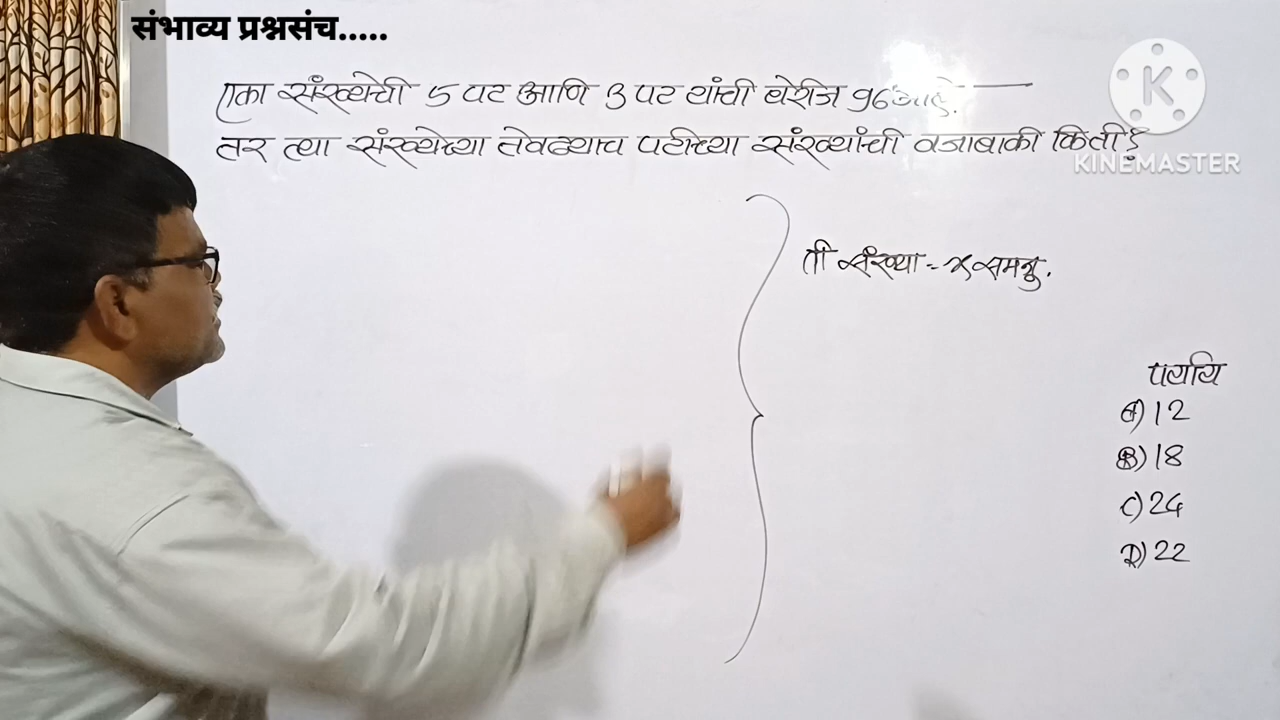 संभाव्य प्रश्नसंच.....
एका संख्येची 5 पट आणि 3 पट यांची बेरीज 96 आहे.
तर त्या संख्येच्या तेवढ्याच पटीच्या संख्यांची वजाबाकी किती?
K
KINEMASTER
ती संख्या = x समजू.
पर्याय
A) 12
B) 18
C) 24
D) 22